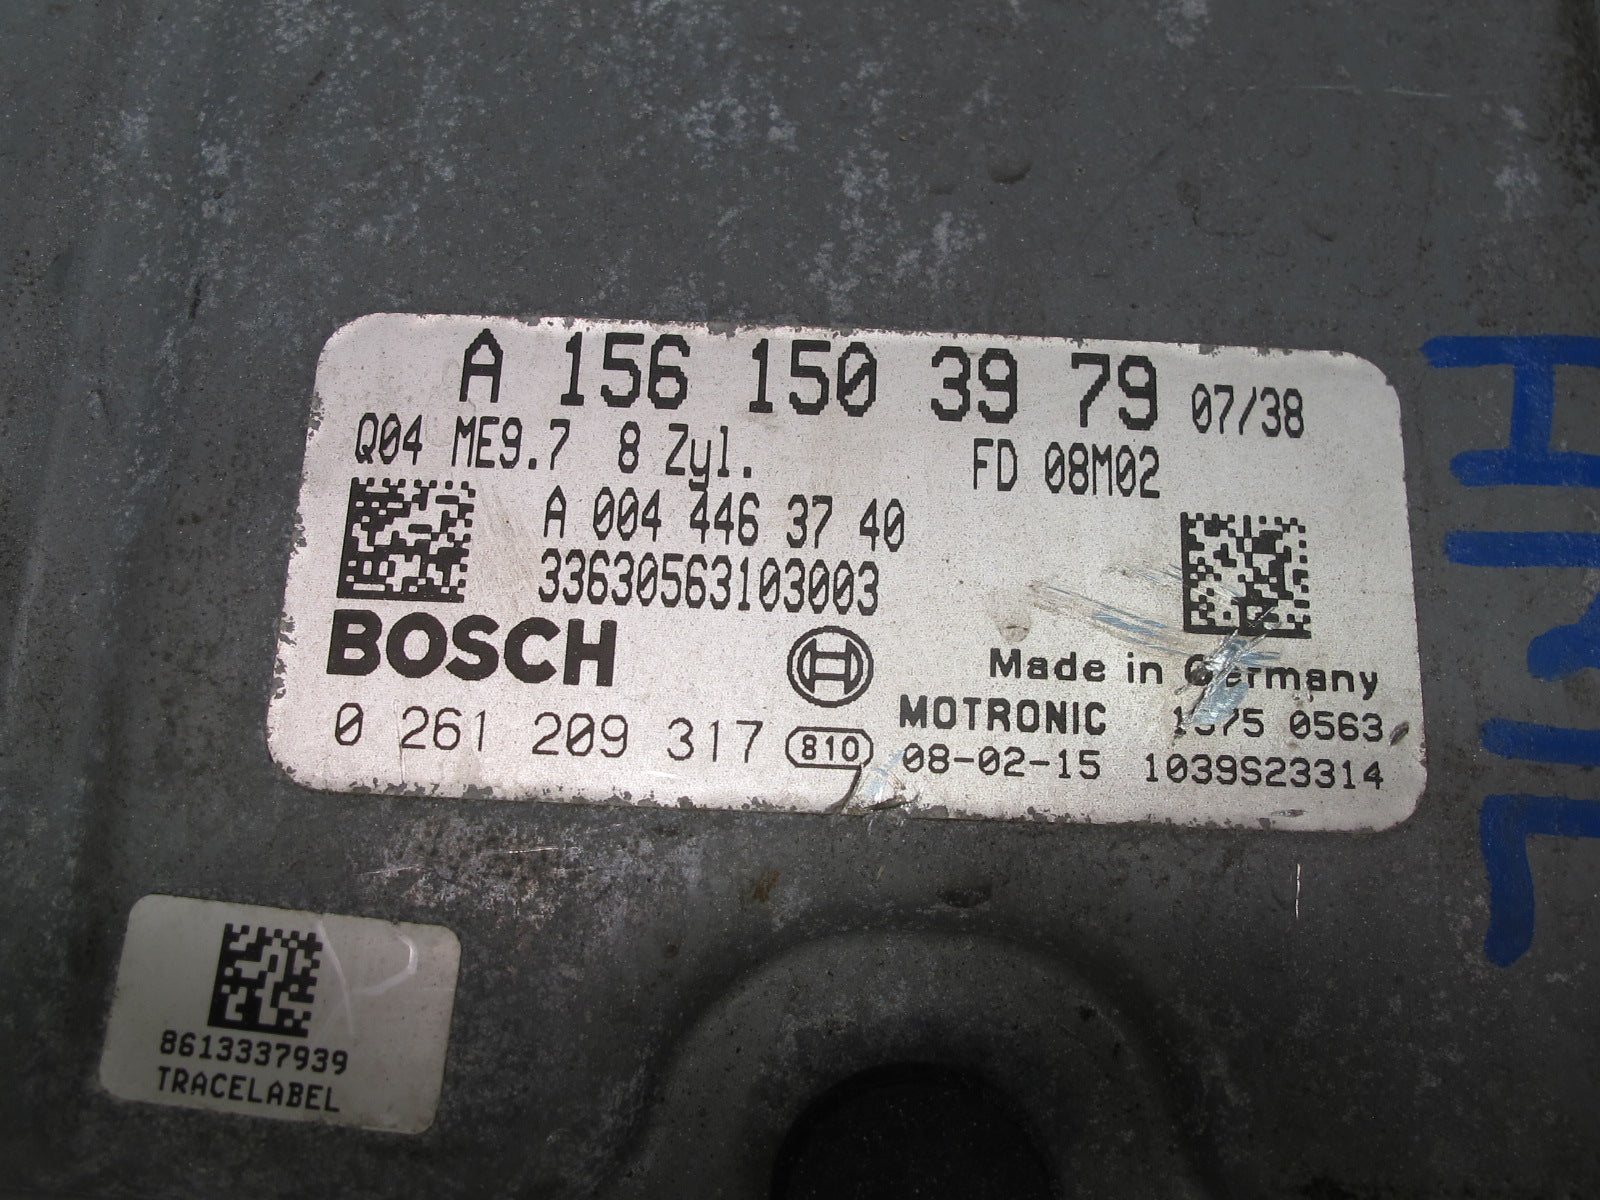 A 156 150 39 79 07/38
Q04 ME9.7 8 Zyl. FD 08M02
A 004 446 37 40
33630563103003
BOSCH
Made in Germany
0 261 209 317 810
MOTRONIC 0563
08-02-15 1039S23314
8613337939
TRACELABEL